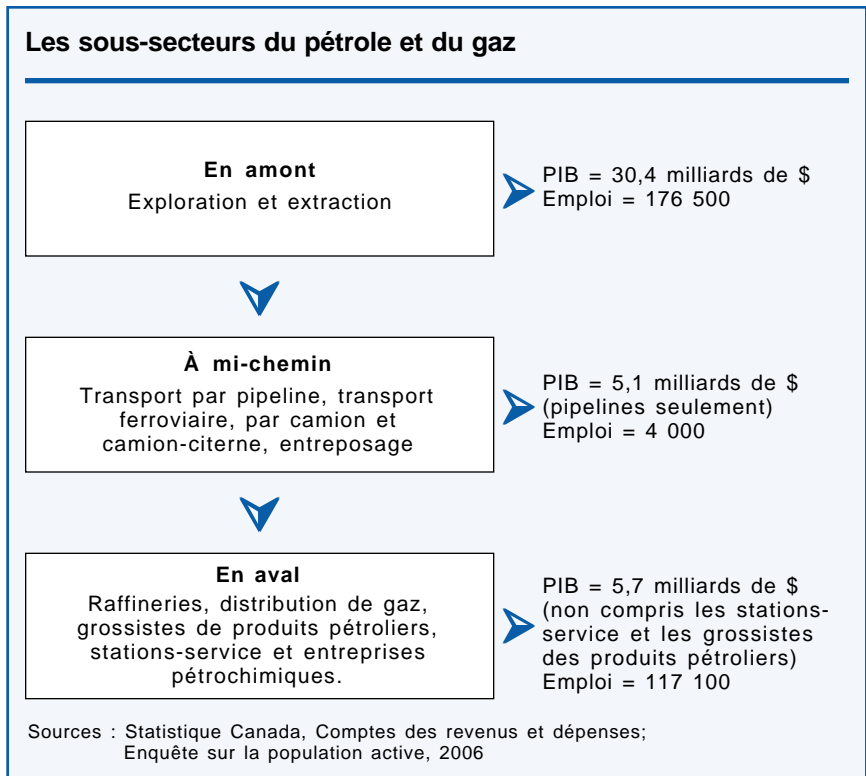 Les sous-secteurs du pétrole et du gaz
En amont
Exploration et extraction
PIB = 30,4 milliards de $
Emploi = 176 500
À mi-chemin
Transport par pipeline, transport
ferroviaire, par camion et
camion-citerne, entreposage
PIB = 5,1 milliards de $
(pipelines seulement)
Emploi = 4 000
En aval
Raffineries, distribution de gaz,
grossistes de produits pétroliers,
stations-service et entreprises
pétrochimiques.
PIB = 5,7 milliards de $
(non compris les stations-
service et les grossistes
des produits pétroliers)
Emploi = 117 100
Sources : Statistique Canada, Comptes des revenus et dépenses;
Enquête sur la population active, 2006